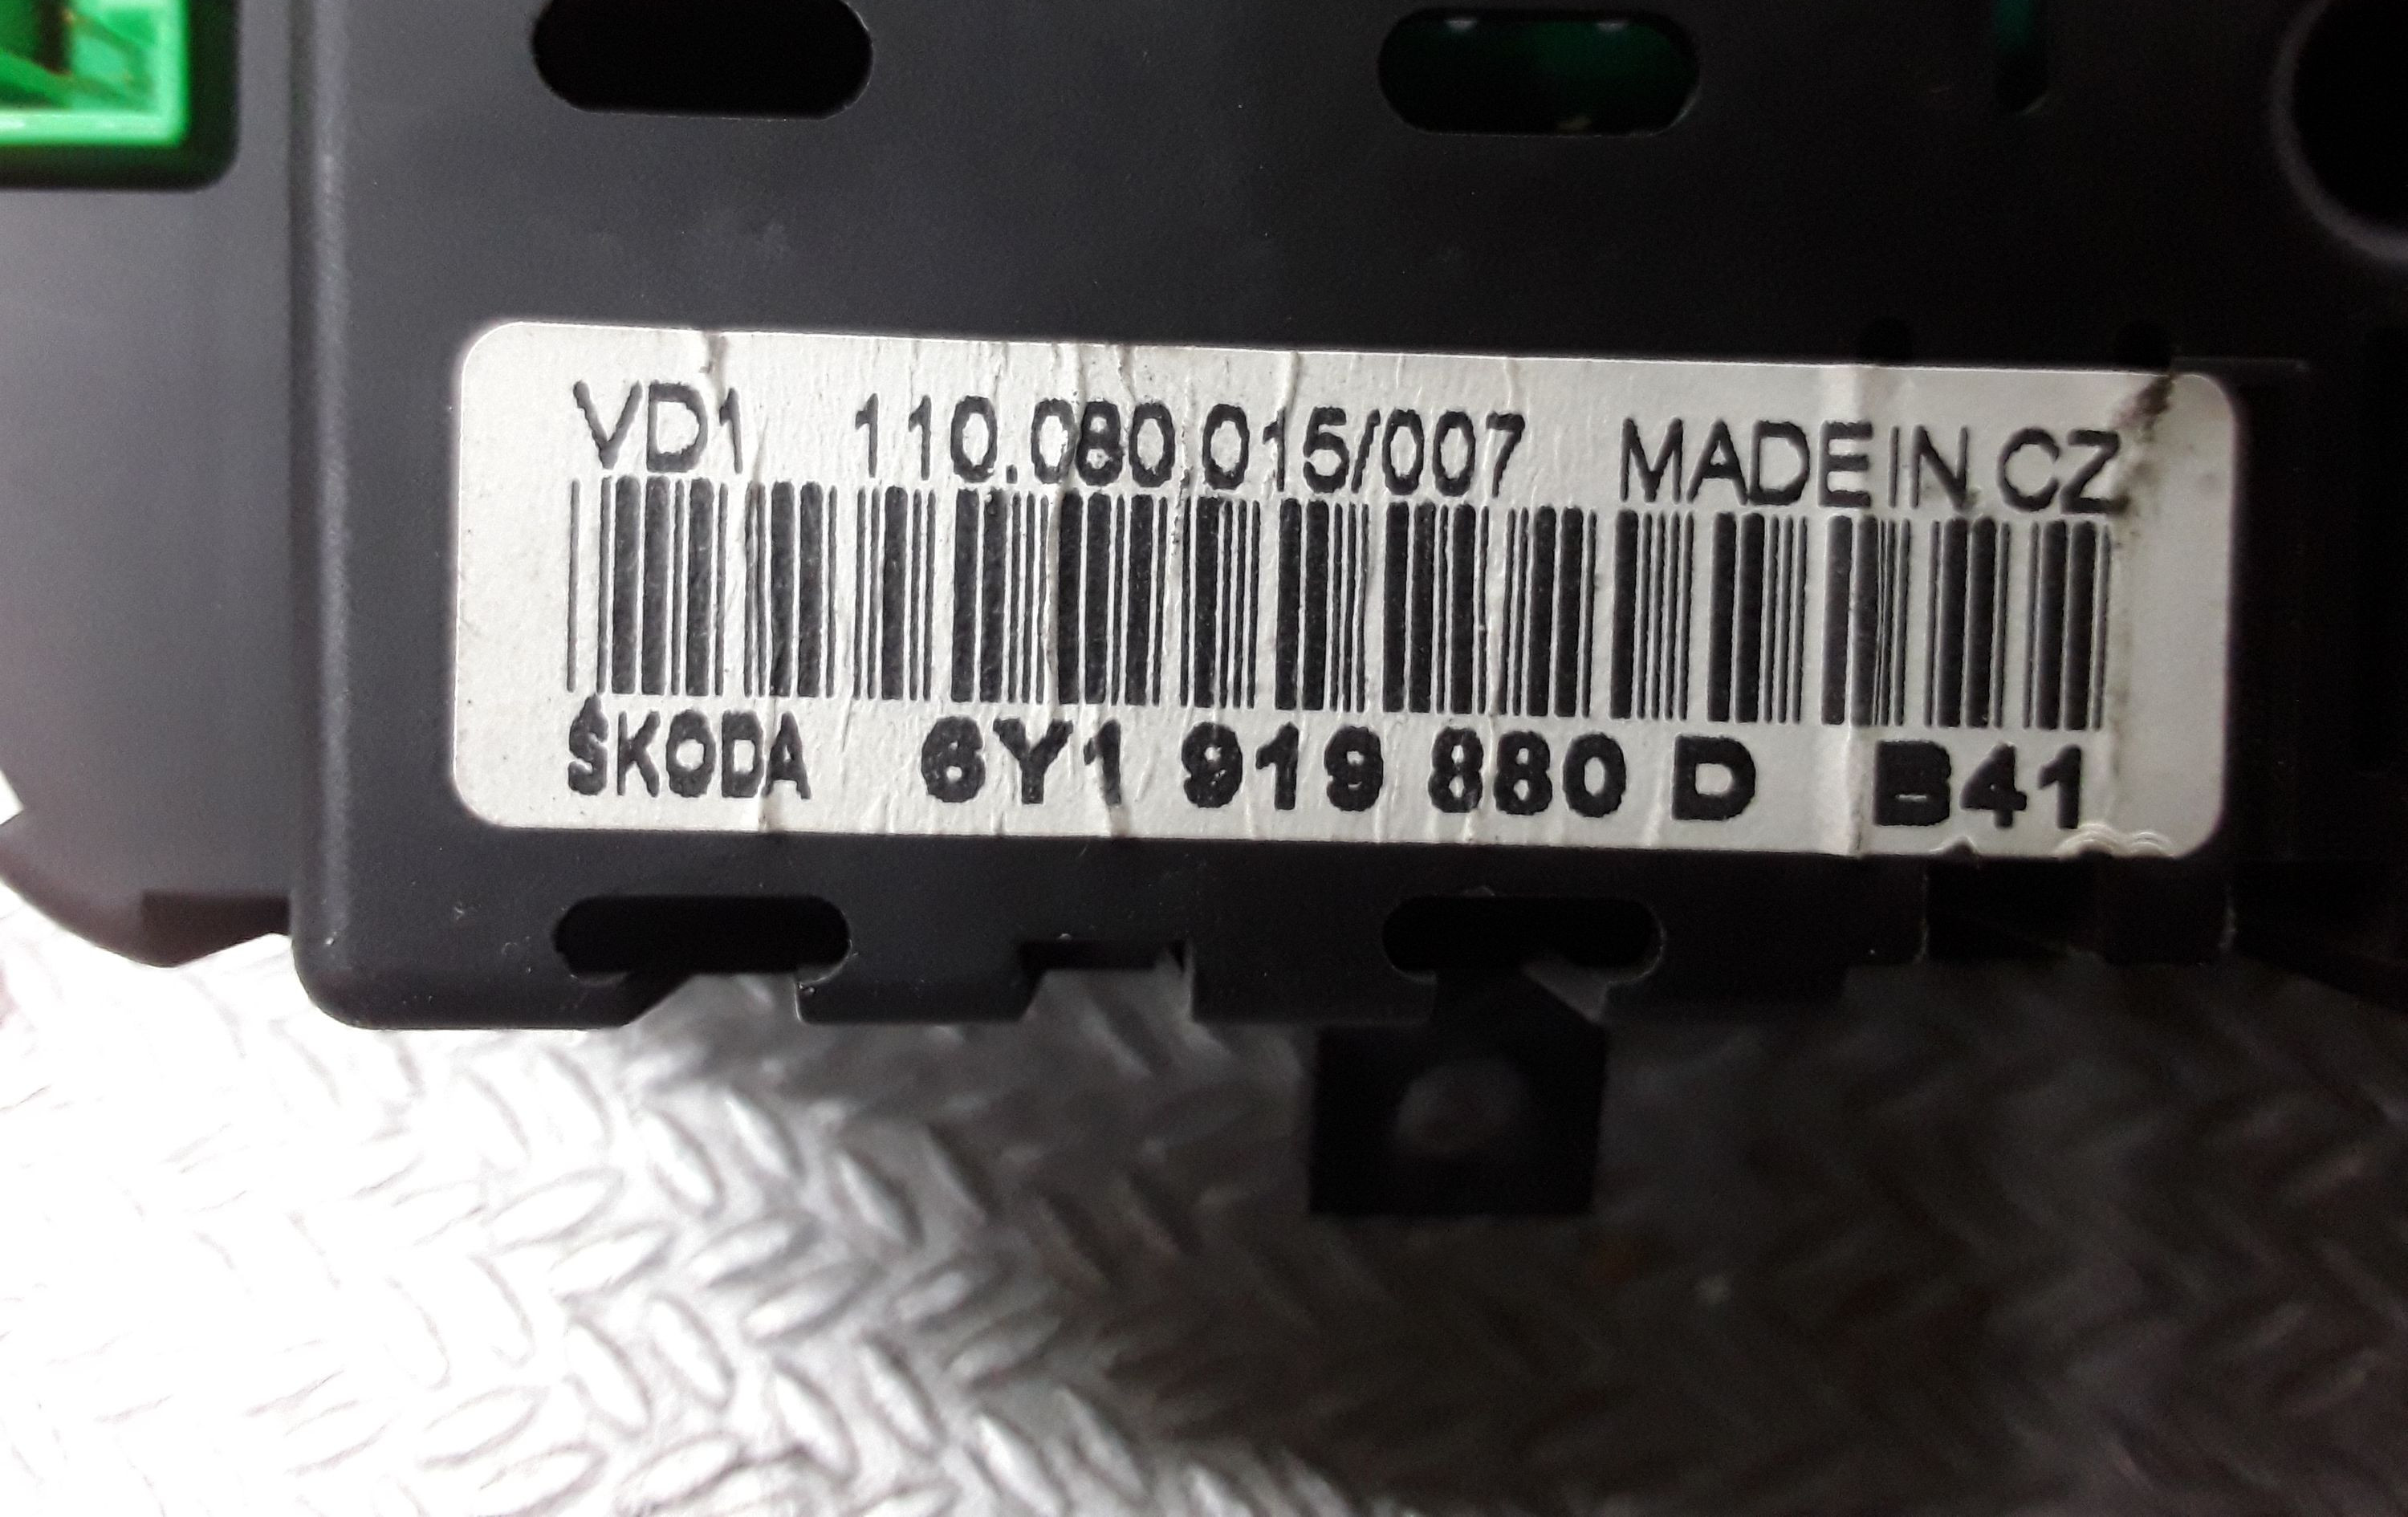 VD1 110.080.015/007 MADE IN CZ
ŠKODA 6Y1 919 880 D B41